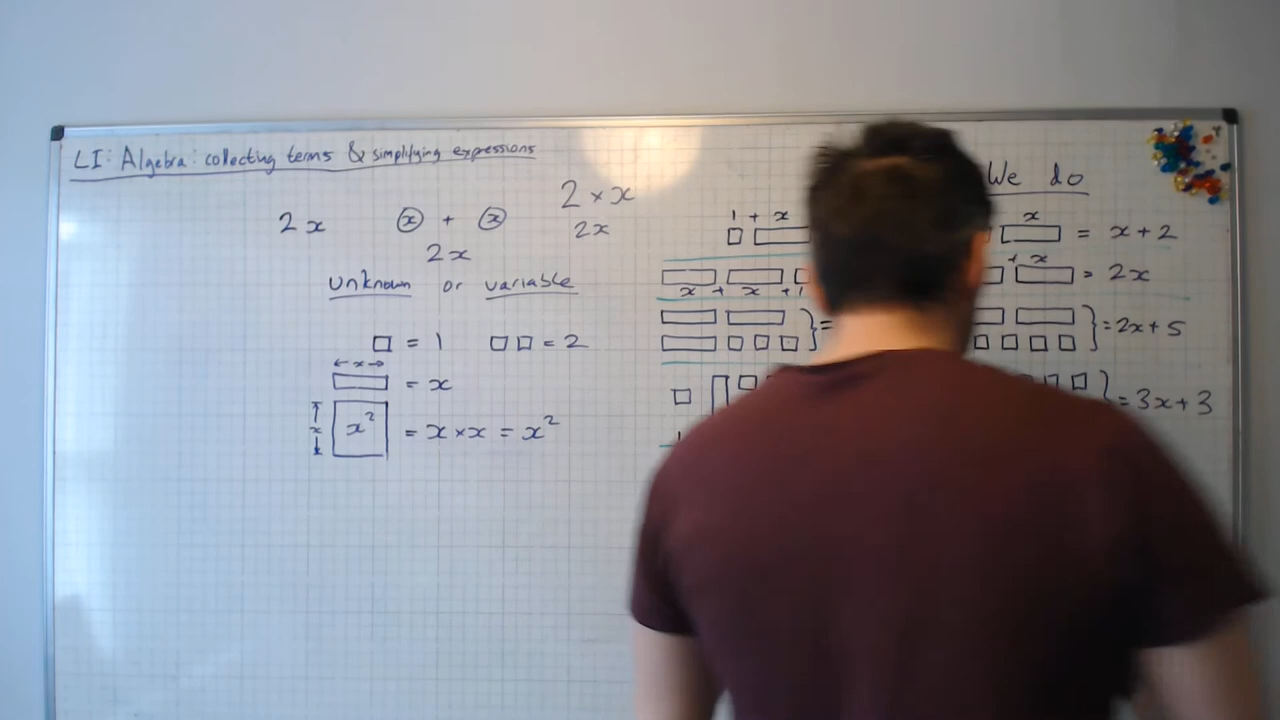 LI: Algebra: collecting terms & simplifying expressions
2 × x
2x
2x x + x
2x
unknown or variable
= 1 = 2
← x →
= x
x x² = x × x = x²
We do
1 + x x = x + 2
+ x = 2x
x + x + 1
} = } = 2x + 5
} = 3x + 3